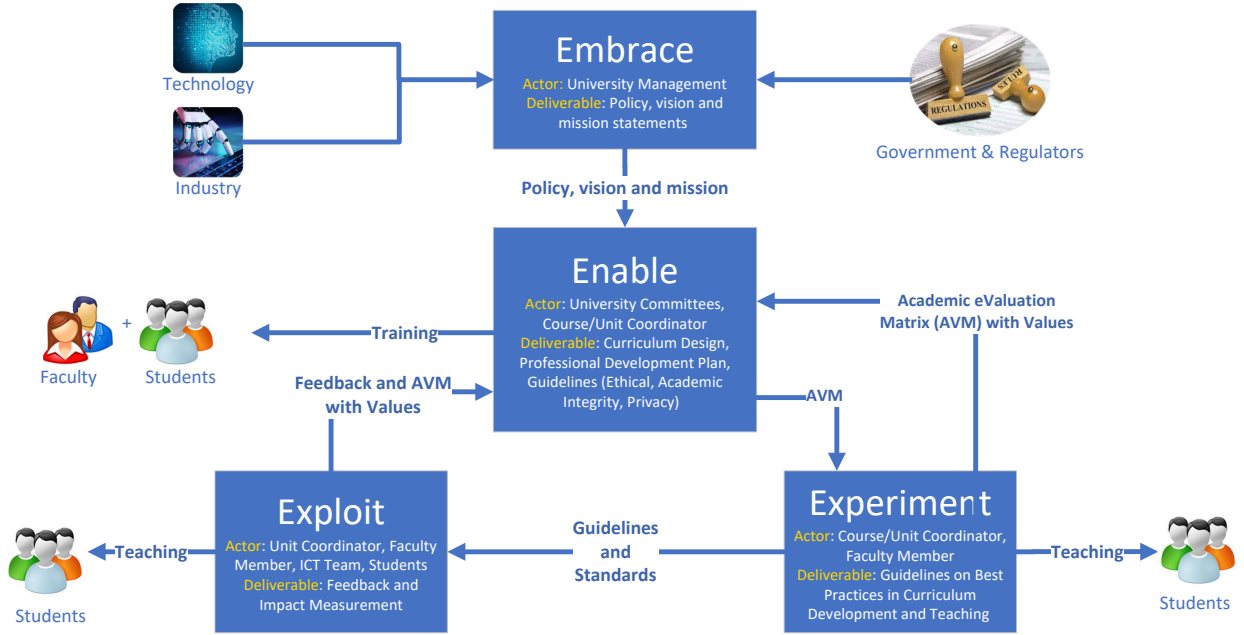 Technology
Industry
Embrace
Actor: University Management
Deliverable: Policy, vision and
mission statements
REGULATIONS
RULES
Government & Regulators
Policy, vision and mission
Enable
Actor: University Committees,
Course/Unit Coordinator
Deliverable: Curriculum Design,
Professional Development Plan,
Guidelines (Ethical, Academic
Integrity, Privacy)
Academic eValuation
Matrix (AVM) with Values
Training
+
Faculty
Students
Feedback and AVM
with Values
AVM
Exploit
Actor: Unit Coordinator, Faculty
Member, ICT Team, Students
Deliverable: Feedback and
Impact Measurement
Guidelines
and
Standards
Experiment
Actor: Course/Unit Coordinator,
Faculty Member
Deliverable: Guidelines on Best
Practices in Curriculum
Development and Teaching
Teaching
Students
Teaching
Students